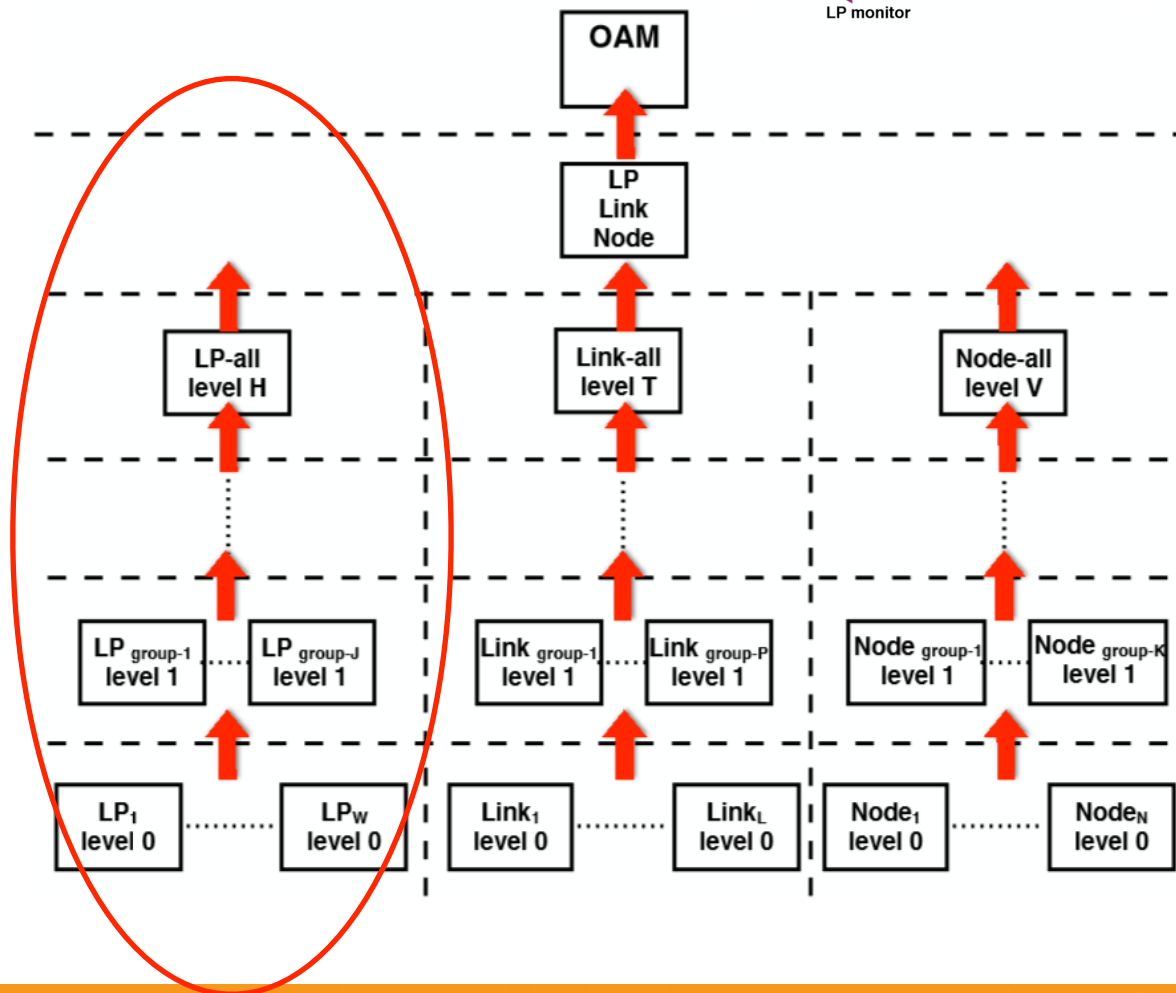 LP monitor
OAM
LP
Link
Node
LP-all
level H
Link-all
level T
Node-all
level V
LP group-1
level 1
LP group-J
level 1
Link group-1
level 1
Link group-P
level 1
Node group-1
level 1
Node group-K
level 1
LP1
level 0
LPW
level 0
Link1
level 0
LinkL
level 0
Node1
level 0
NodeN
level 0